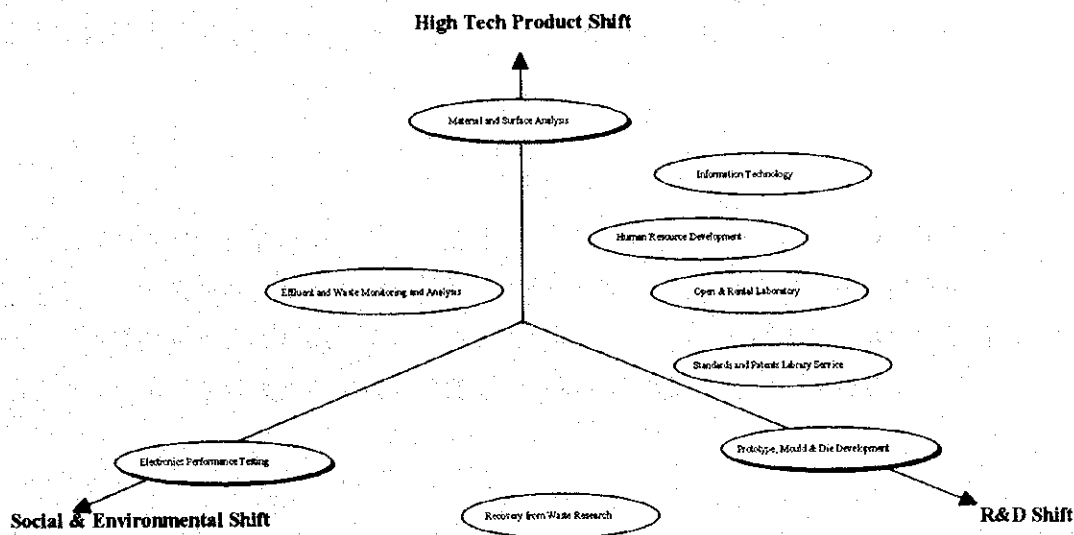 High Tech Product Shift
Material and Surface Analysis
Information Technology
Human Resource Development
Effluent and Waste Monitoring and Analysis
Open & Rental Laboratory
Standards and Patents Library Service
Prototype, Mould & Die Development
Electronics Performance Testing
Social & Environmental Shift
Recovery from Waste Research
R&D Shift